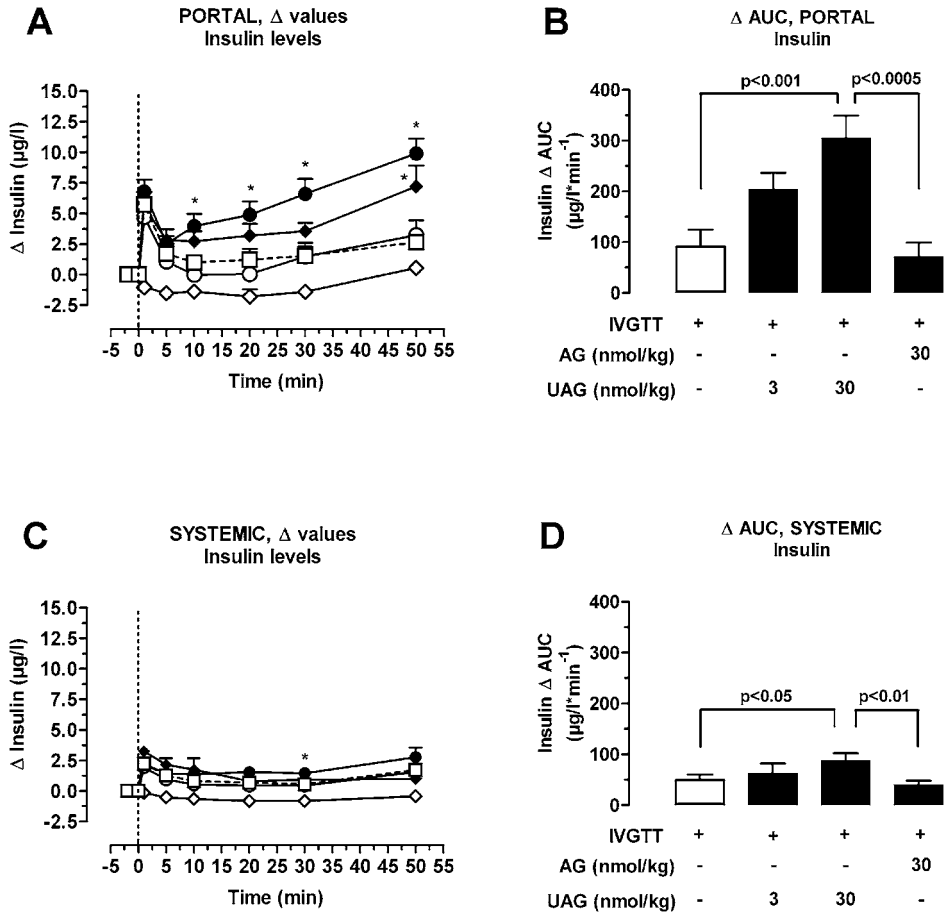 A
PORTAL, Δ values
Insulin levels
Δ Insulin (µg/l)
15.0
12.5
10.0
7.5
5.0
2.5
0.0
-2.5
* * * * *
-5 0 5 10 15 20 25 30 35 40 45 50 55
Time (min)
B
Δ AUC, PORTAL
Insulin
Insulin Δ AUC
(µg/l*min⁻¹)
400
300
200
100
0
p<0.001
p<0.0005
IVGTT + + + +
AG (nmol/kg) - - - 30
UAG (nmol/kg) - 3 30 -
C
SYSTEMIC, Δ values
Insulin levels
Δ Insulin (µg/l)
15.0
12.5
10.0
7.5
5.0
2.5
0.0
-2.5
*
-5 0 5 10 15 20 25 30 35 40 45 50 55
Time (min)
D
Δ AUC, SYSTEMIC
Insulin
Insulin Δ AUC
(µg/l*min⁻¹)
400
300
200
100
0
p<0.05
p<0.01
IVGTT + + + +
AG (nmol/kg) - - - 30
UAG (nmol/kg) - 3 30 -